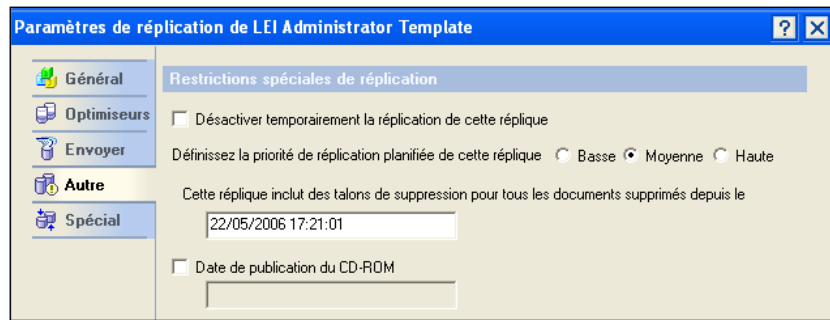 Paramètres de réplication de LEI Administrator Template
Général
Optimiseurs
Envoyer
Autre
Spécial
Restrictions spéciales de réplication
Désactiver temporairement la réplication de cette réplique
Définissez la priorité de réplication planifiée de cette réplique Basse Moyenne Haute
Cette réplique inclut des talons de suppression pour tous les documents supprimés depuis le
22/05/2006 17:21:01
Date de publication du CD-ROM